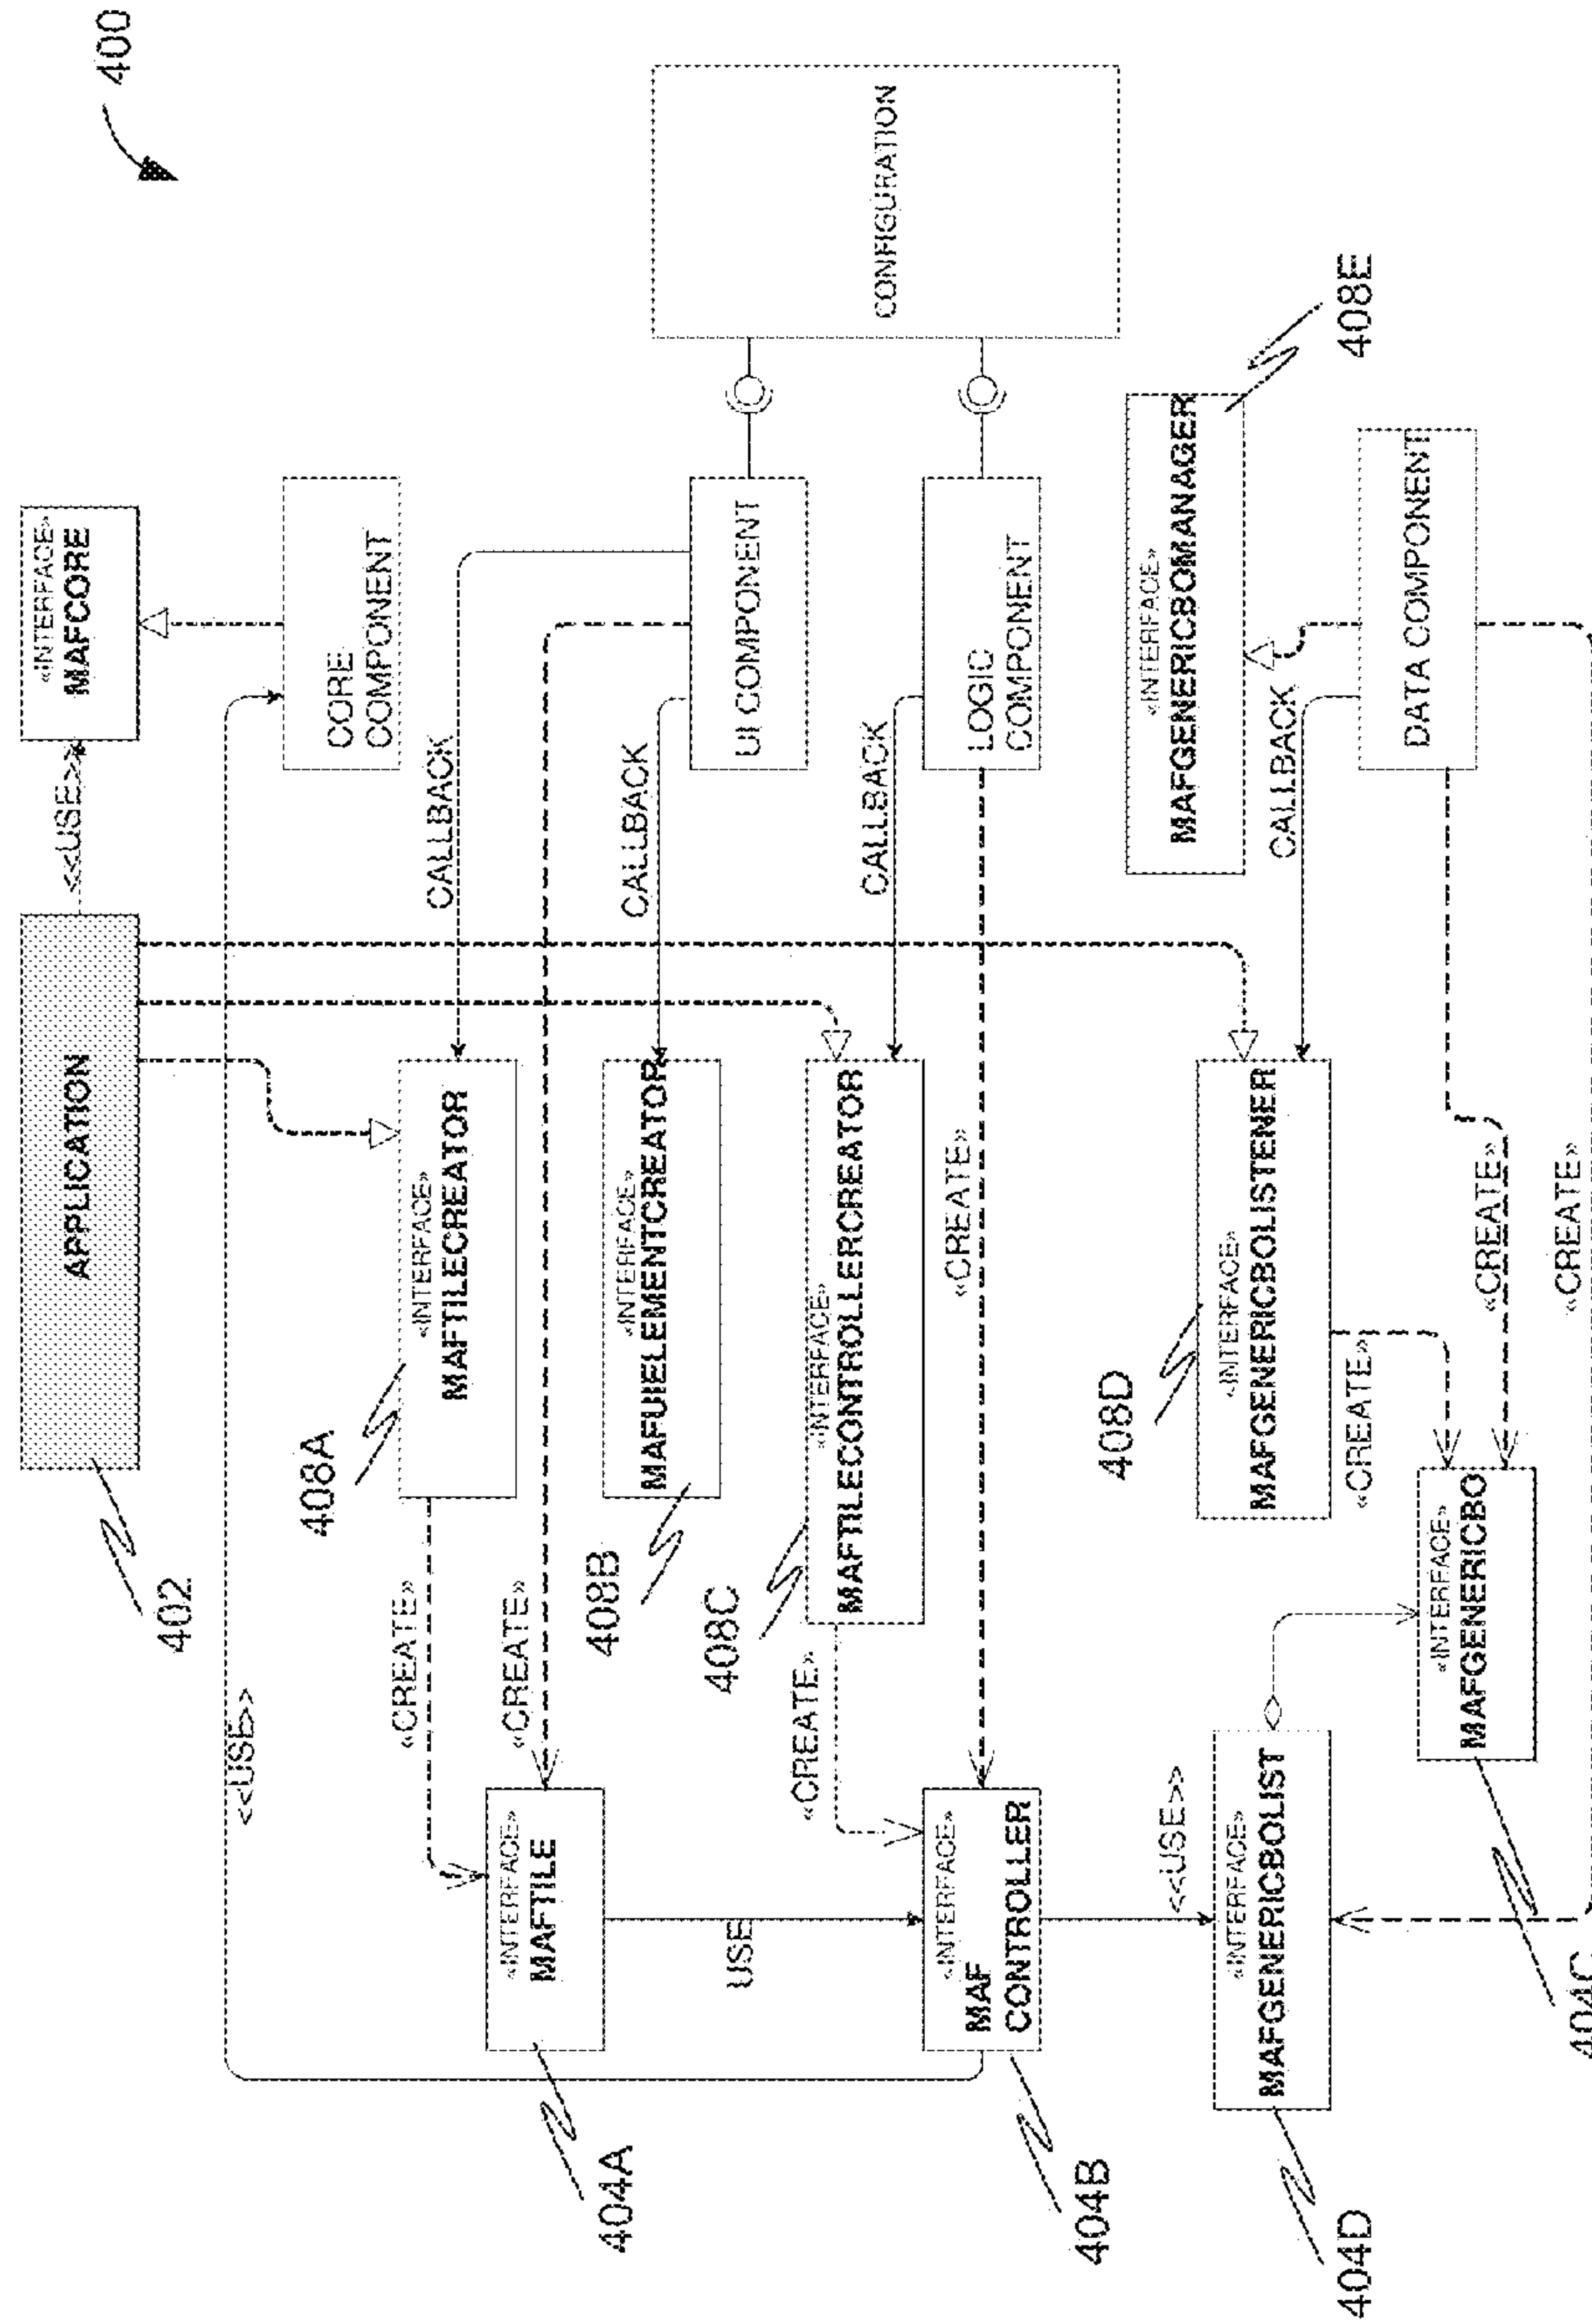 400
«INTERFACE»
MAFCORE
<<USE>>
APPLICATION
402
CORE
COMPONENT
<<USE>>
CALLBACK
«INTERFACE»
MAFTILECREATOR
408A
«CREATE»
«CREATE»
«INTERFACE»
MAFTILE
404A
UI COMPONENT
CALLBACK
«INTERFACE»
MAFUIELEMENTCREATOR
408B
CONFIGURATION
USE
LOGIC
COMPONENT
CALLBACK
«INTERFACE»
MAFTILECONTROLLERCREATOR
408C
«CREATE»
«CREATE»
«INTERFACE»
MAF
CONTROLLER
404B
«INTERFACE»
MAFGENERICBOMANAGER
408E
CALLBACK
«INTERFACE»
MAFGENERICBOLISTENER
408D
<<USE>>
«INTERFACE»
MAFGENERICBOLIST
404D
«CREATE»
DATA COMPONENT
«INTERFACE»
MAFGENERICBO
«CREATE»
404C
«CREATE»